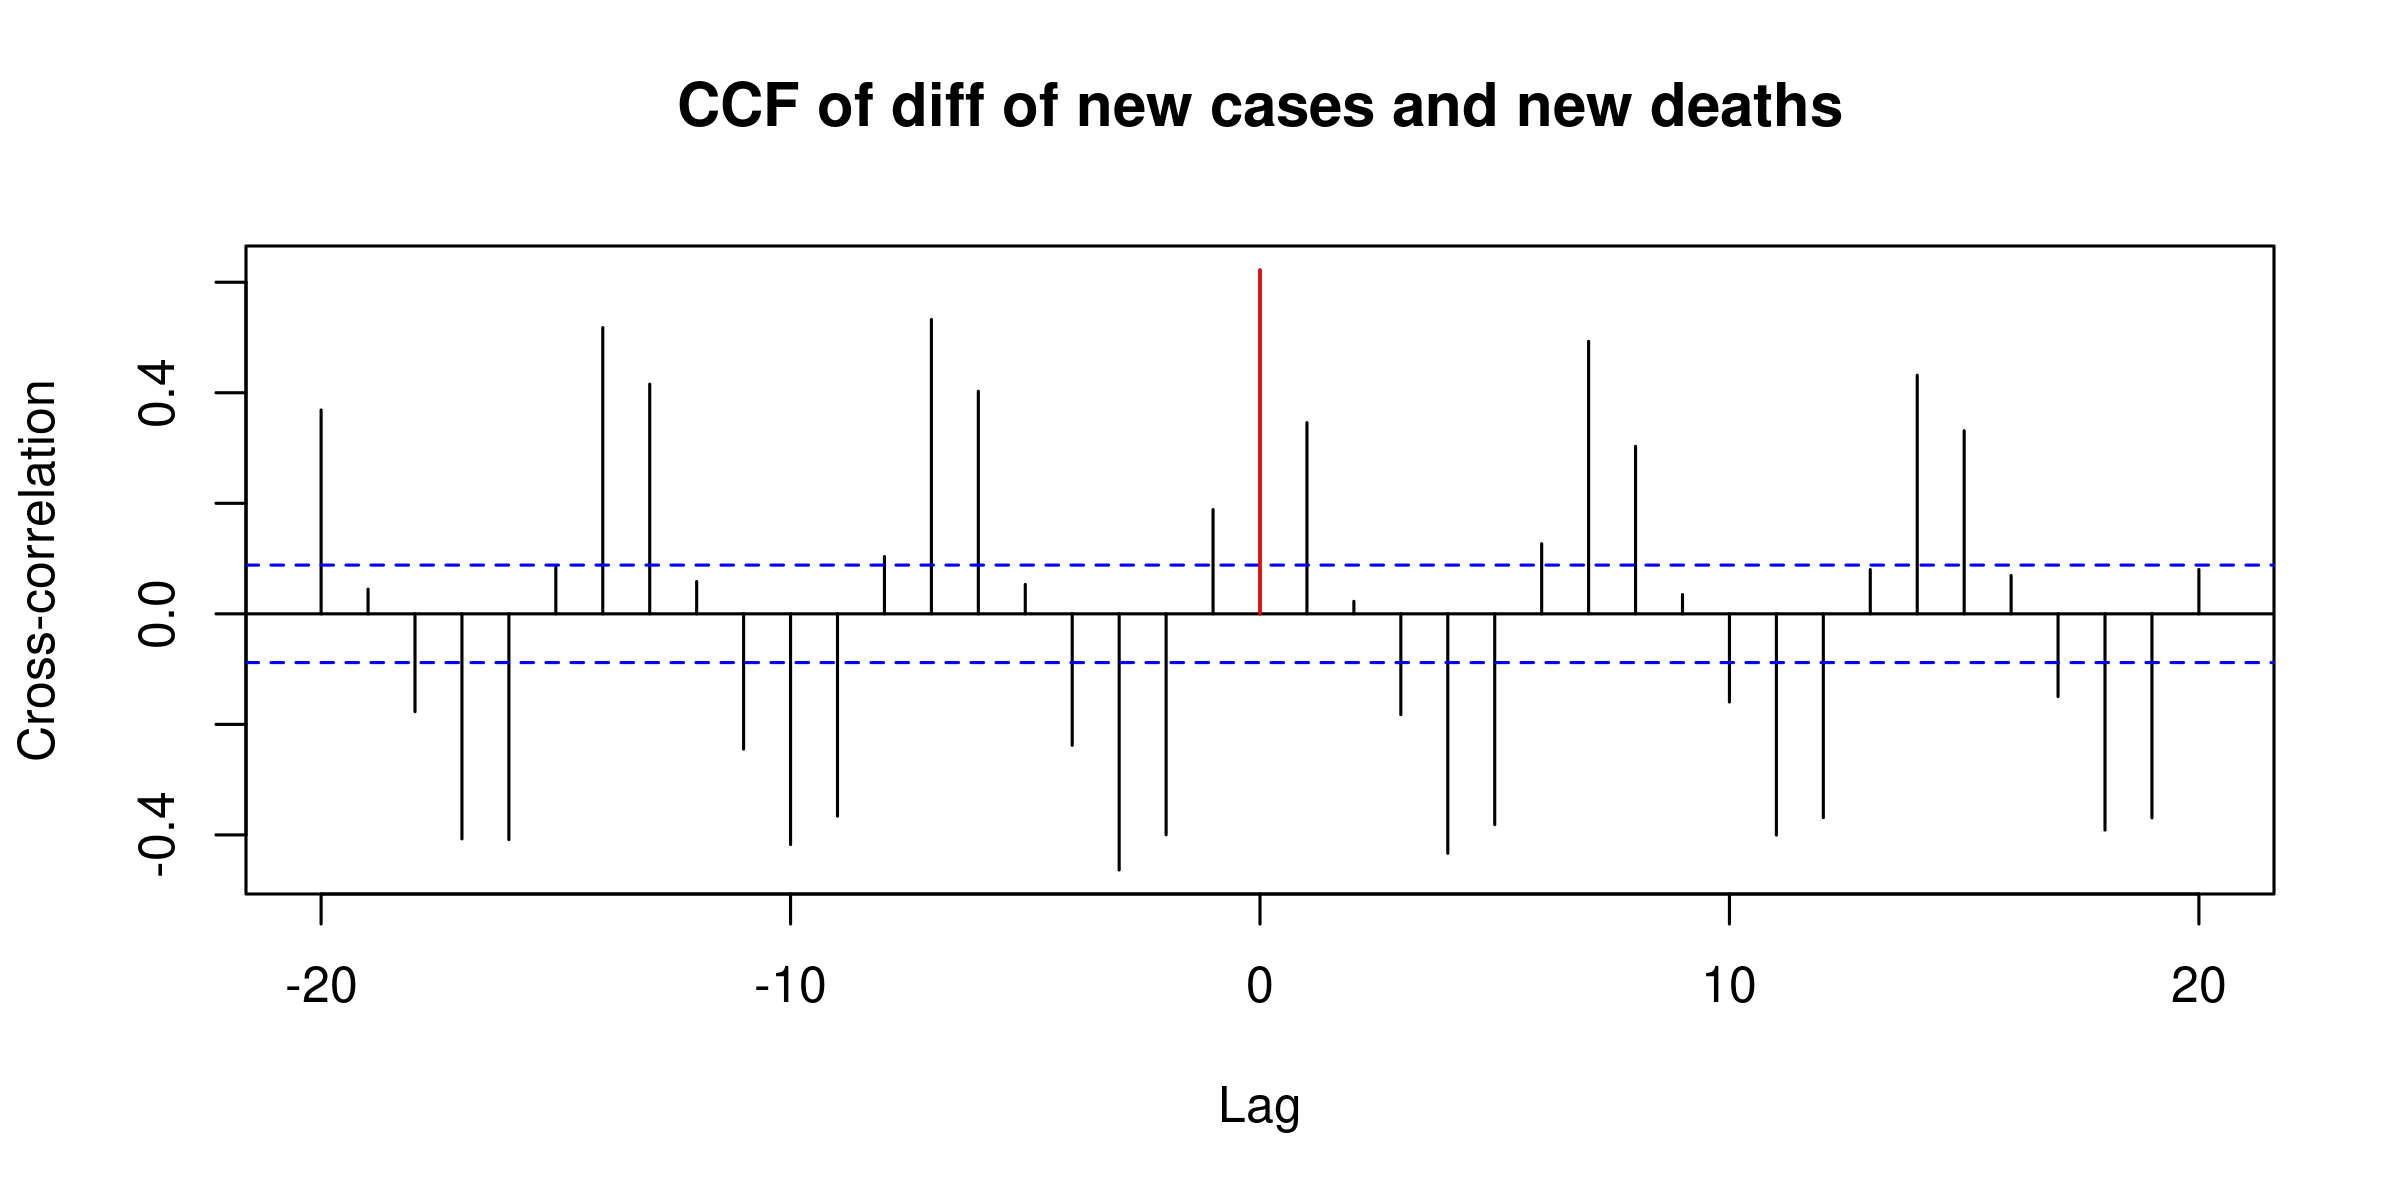 CCF of diff of new cases and new deaths
Cross-correlation
0.4
0.0
-0.4
-20 -10 0 10 20
Lag